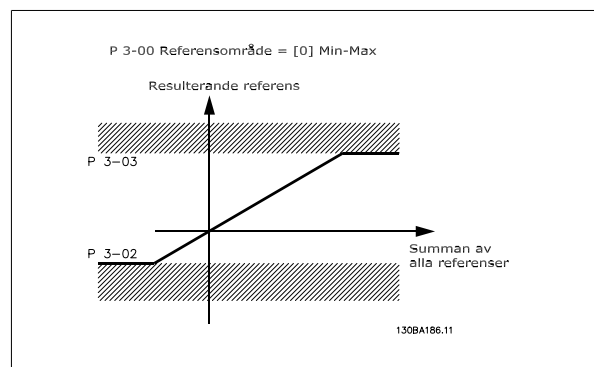 P 3-00 Referensområde = [0] Min-Max
Resulterande referens
P 3-03
P 3-02
Summan av
alla referenser
130BA186.11